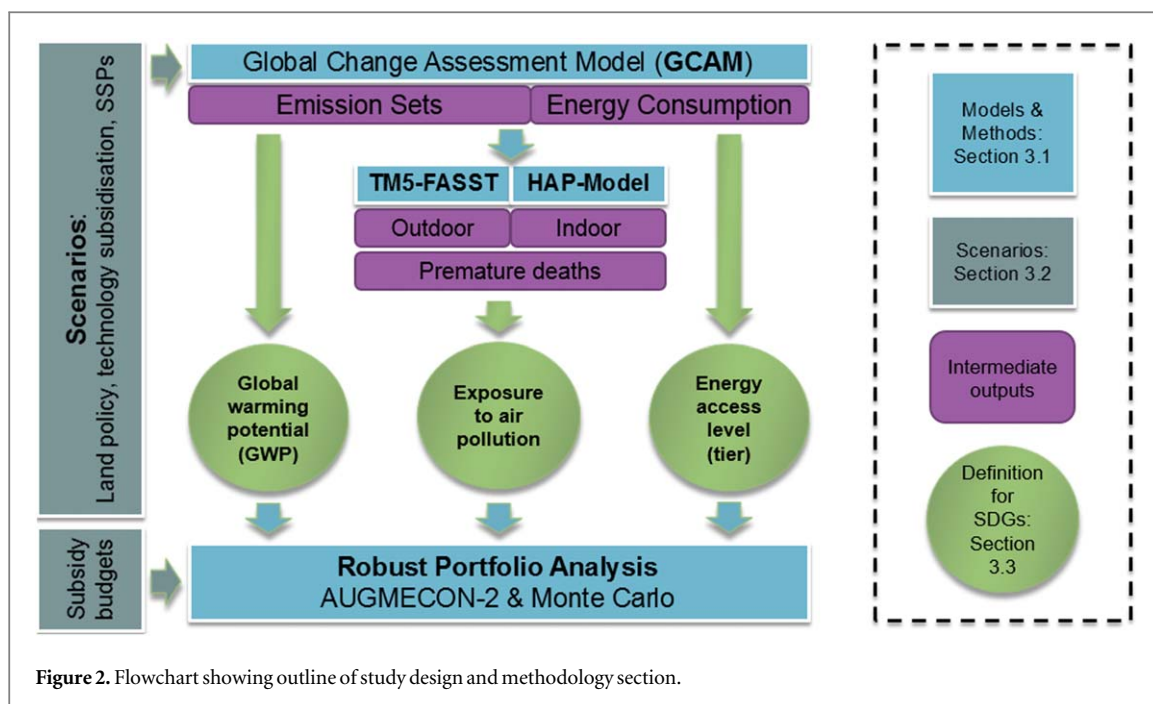 Scenarios:
Land policy, technology subsidisation, SSPs
Subsidy
budgets
Global Change Assessment Model (GCAM)
Emission Sets
Energy Consumption
TM5-FASST
HAP-Model
Outdoor
Indoor
Premature deaths
Global
warming
potential
(GWP)
Exposure
to air
pollution
Energy
access
level
(tier)
Robust Portfolio Analysis
AUGMECON-2 & Monte Carlo
Models &
Methods:
Section 3.1
Scenarios:
Section 3.2
Intermediate
outputs
Definition
for
SDGs:
Section
3.3
Figure 2. Flowchart showing outline of study design and methodology section.